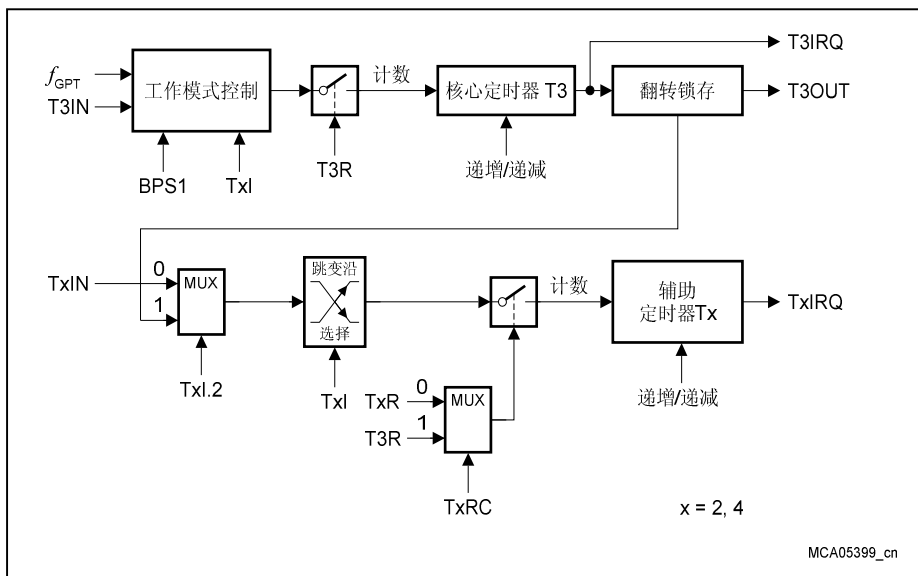 T3IRQ
f GPT
T3IN
工作模式控制
计数
核心定时器 T3
翻转锁存
T3OUT
BPS1
TxI
T3R
递增/递减
TxIN
0
1
MUX
跳变沿
选择
计数
辅助
定时器Tx
TxIRQ
TxI.2
TxI
TxR
0
T3R
1
MUX
递增/递减
TxRC
x = 2, 4
MCA05399_cn